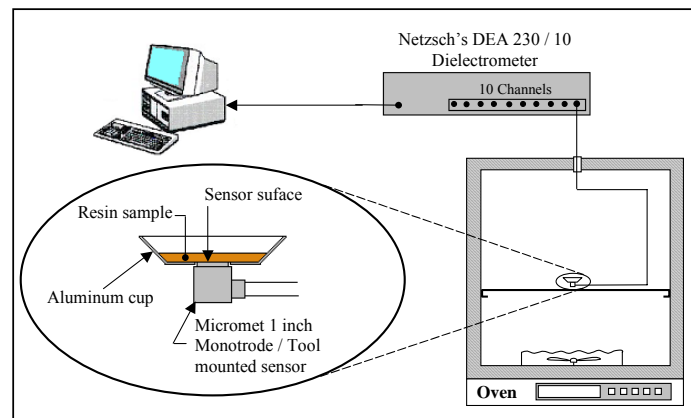 Netzsch's DEA 230 / 10
Dielectrometer
10 Channels
Sensor suface
Resin sample
Aluminum cup
Micromet 1 inch
Monotrode / Tool
mounted sensor
Oven